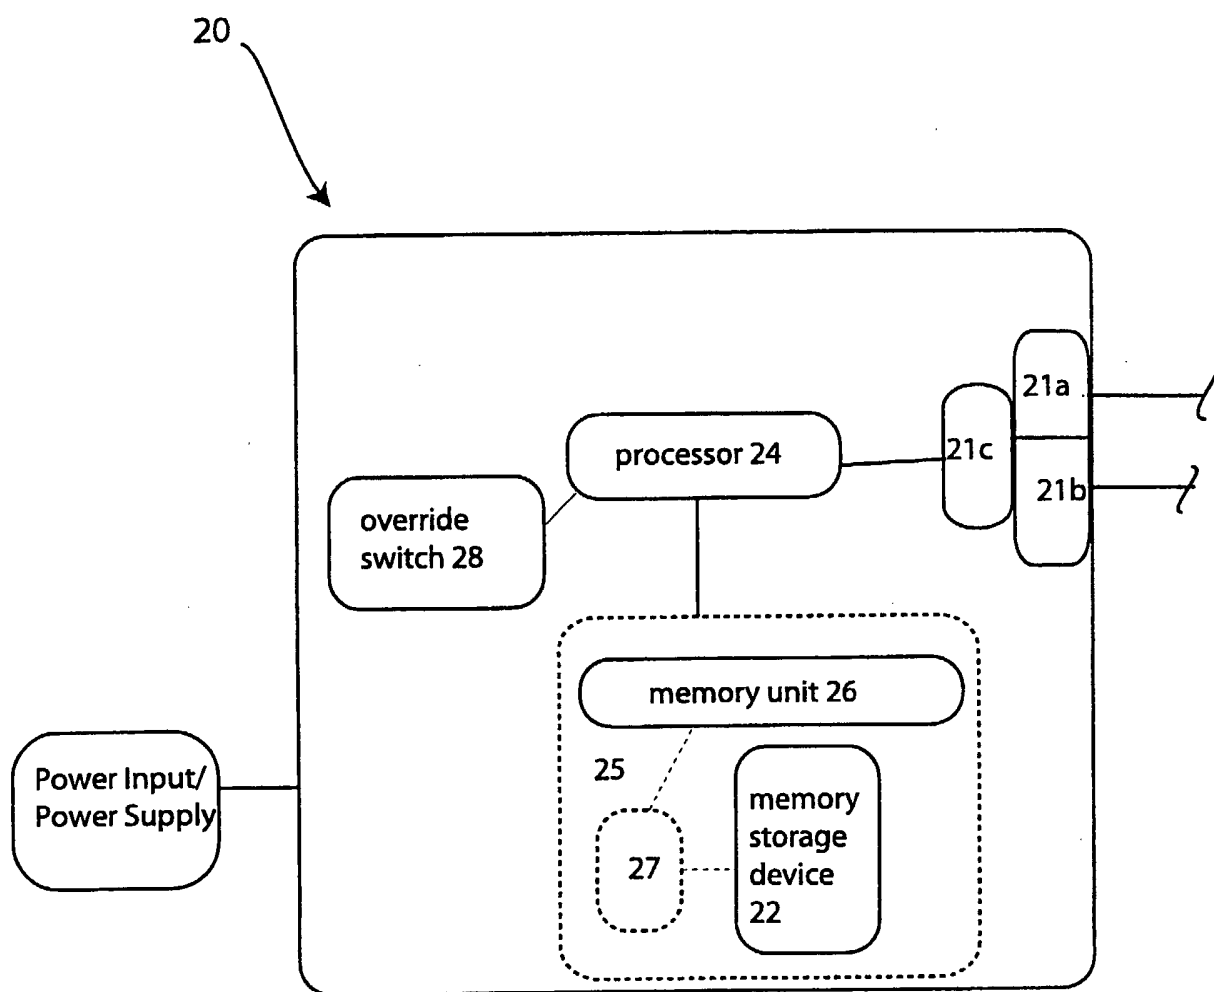 20
21a
21c
21b
processor 24
override
switch 28
memory unit 26
25
27
memory
storage
device
22
Power Input/
Power Supply